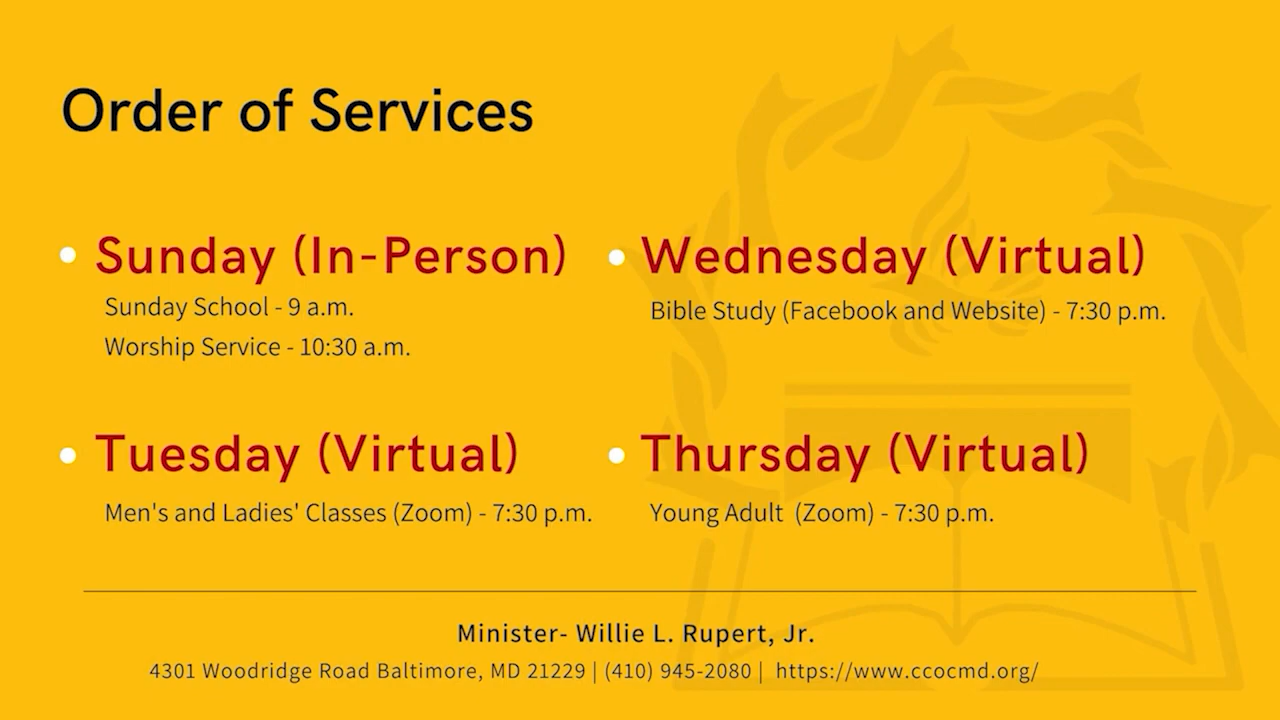 Order of Services
Sunday (In-Person)
Sunday School - 9 a.m.
Worship Service - 10:30 a.m.
Wednesday (Virtual)
Bible Study (Facebook and Website) - 7:30 p.m.
Tuesday (Virtual)
Men's and Ladies' Classes (Zoom) - 7:30 p.m.
Thursday (Virtual)
Young Adult (Zoom) - 7:30 p.m.
Minister- Willie L. Rupert, Jr.
4301 Woodridge Road Baltimore, MD 21229 | (410) 945-2080 | https://www.ccocmd.org/